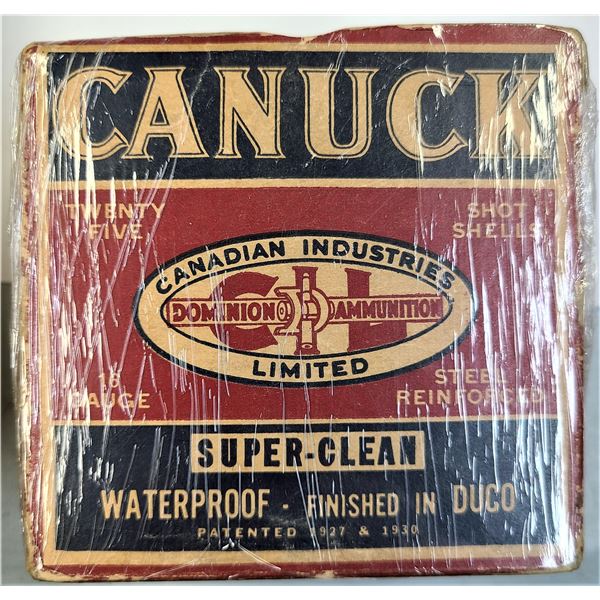 CANUCK
TWENTY FIVE
SHOT SHELLS
CANADIAN INDUSTRIES
CIL
DOMINION AMMUNITION
LIMITED
16 GAUGE
STEEL REINFORCED
SUPER-CLEAN
WATERPROOF · FINISHED IN DUCO
PATENTED 1927 & 1930